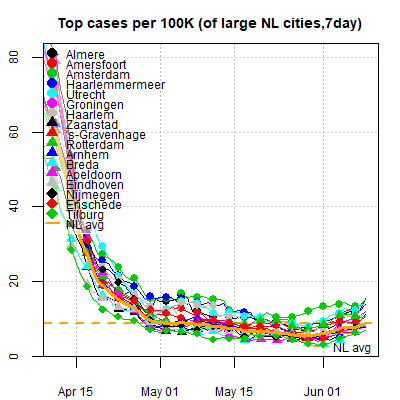 Top cases per 100K (of large NL cities,7day)
80
60
40
20
0
Almere
Amersfoort
Amsterdam
Haarlemmermeer
Utrecht
Groningen
Haarlem
Zaanstad
's-Gravenhage
Rotterdam
Arnhem
Breda
Apeldoorn
Eindhoven
Nijmegen
Enschede
Tilburg
NL avg
NL avg
Apr 15
May 01
May 15
Jun 01